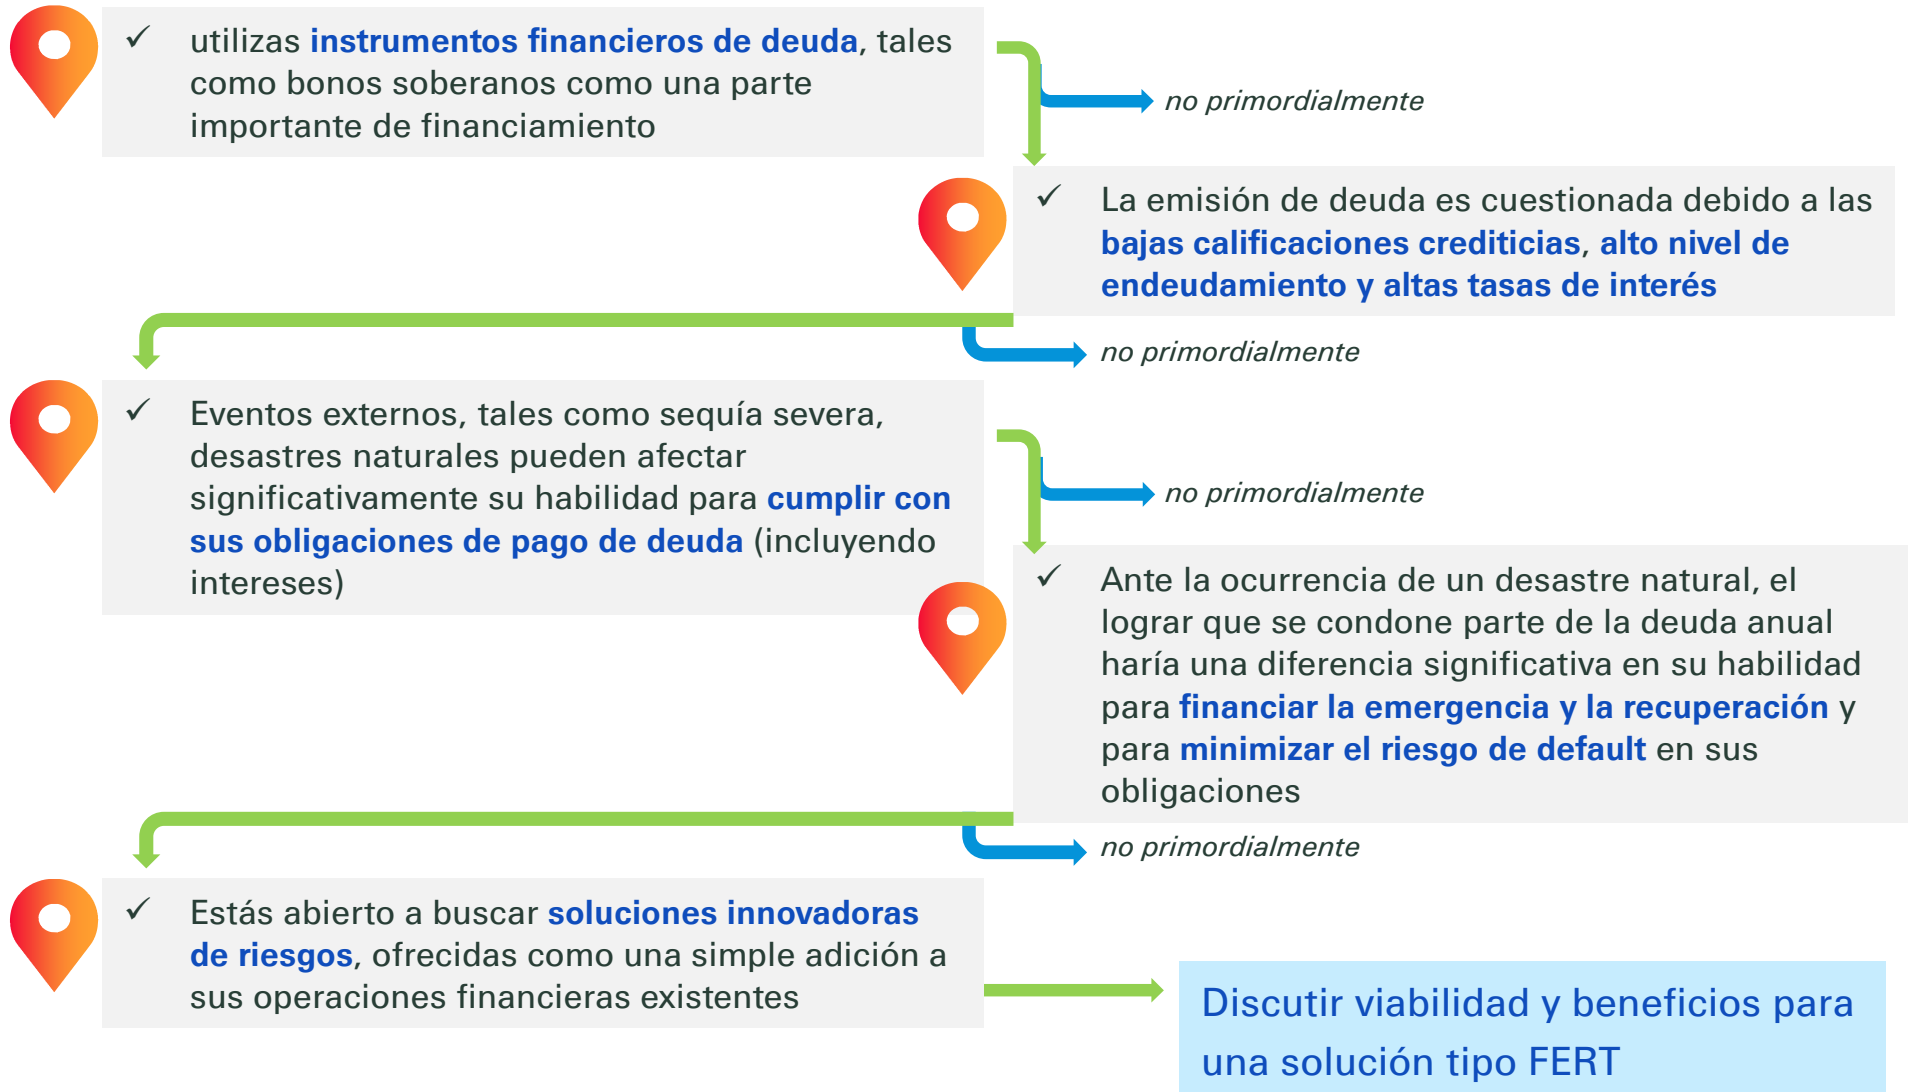 ✓ utilizas instrumentos financieros de deuda, tales
como bonos soberanos como una parte
importante de financiamiento
no primordialmente
✓ La emisión de deuda es cuestionada debido a las
bajas calificaciones crediticias, alto nivel de
endeudamiento y altas tasas de interés
no primordialmente
✓ Eventos externos, tales como sequía severa,
desastres naturales pueden afectar
significativamente su habilidad para cumplir con
sus obligaciones de pago de deuda (incluyendo
intereses)
no primordialmente
✓ Ante la ocurrencia de un desastre natural, el
lograr que se condone parte de la deuda anual
haría una diferencia significativa en su habilidad
para financiar la emergencia y la recuperación y
para minimizar el riesgo de default en sus
obligaciones
no primordialmente
✓ Estás abierto a buscar soluciones innovadoras
de riesgos, ofrecidas como una simple adición a
sus operaciones financieras existentes
Discutir viabilidad y beneficios para
una solución tipo FERT